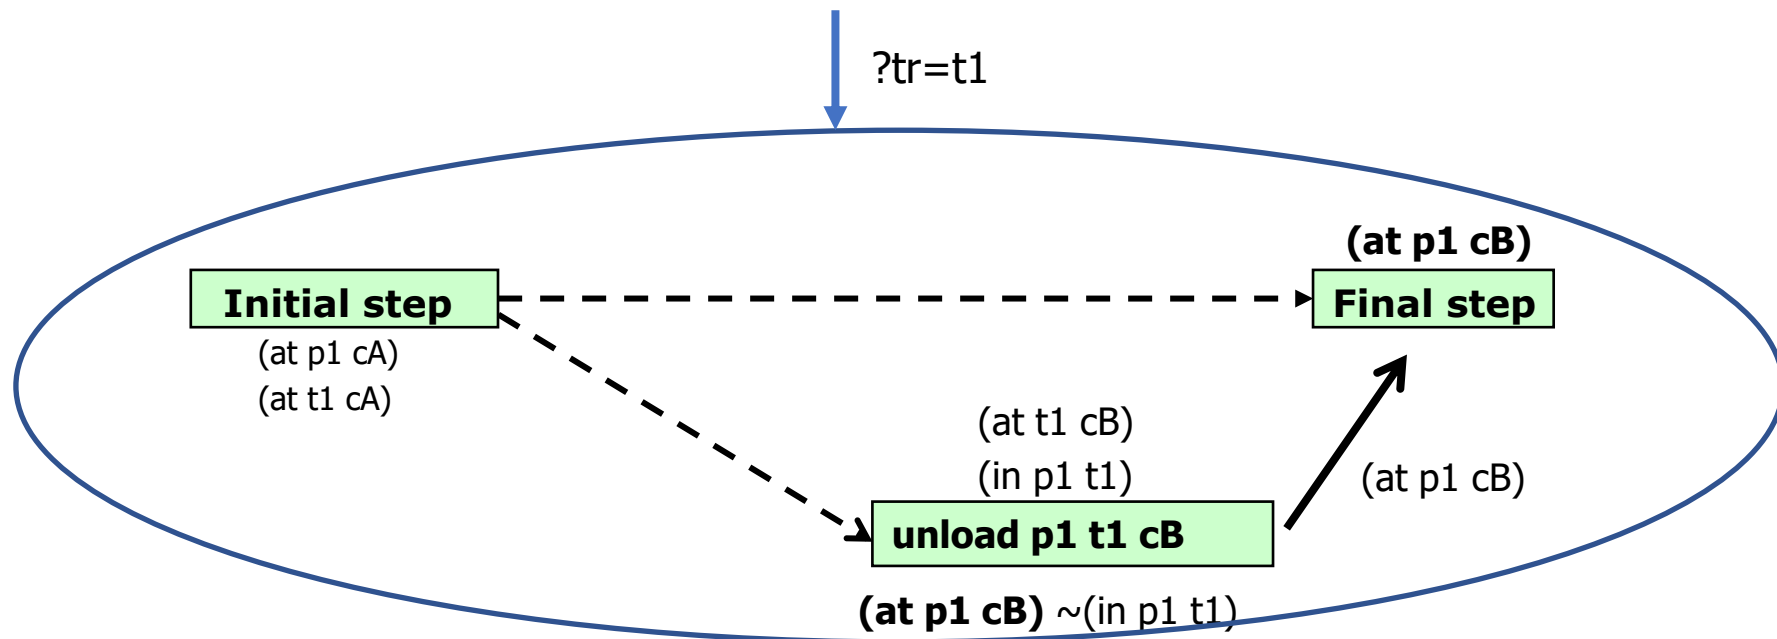 ?tr=t1
(at p1 cB)
Initial step
Final step
(at p1 cA)
(at t1 cA)
(at t1 cB)
(in p1 t1)
(at p1 cB)
unload p1 t1 cB
(at p1 cB) ~(in p1 t1)